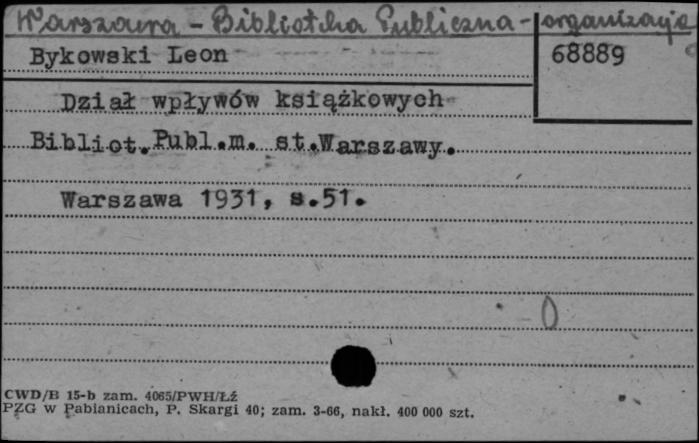 Warszawa - Biblioteka Publiczna - organizacja
Bykowski Leon 68889
Dział wpływów książkowych
Bibliot.Publ.m. st.Warszawy.
Warszawa 1931, s.51.
0
CWD/B 15-b zam. 4065/PWH/Łź
PZG w Pabianicach, P. Skargi 40; zam. 3-66, nakł. 400 000 szt.